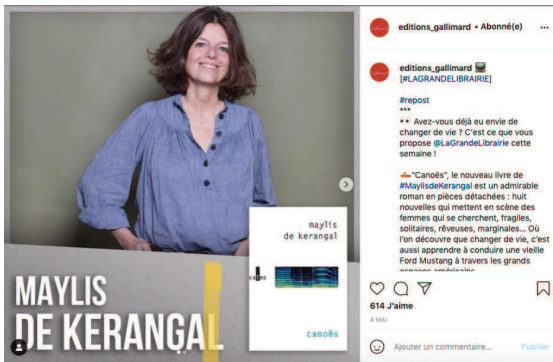 MAYLIS
DE KERANGAL
maylis
de kerangal
canoës
editions_gallimard • Abonné(e)
editions_gallimard
[#LAGRANDELIBRAIRIE]
#repost
***
Avez-vous déjà eu envie de
changer de vie ? C'est ce que vous
propose @LaGrandeLibrairie cette
semaine !
"Canoës", le nouveau livre de
#MaylisdeKerangal est un admirable
roman en pièces détachées : huit
nouvelles qui mettent en scène des
femmes qui se cherchent, fragiles,
solitaires, rêveuses, marginales... Où
l'on découvre que changer de vie, c'est
aussi apprendre à conduire une vieille
Ford Mustang à travers les grands
espaces américains
614 J'aime
4 MAI
Ajouter un commentaire...
Publier